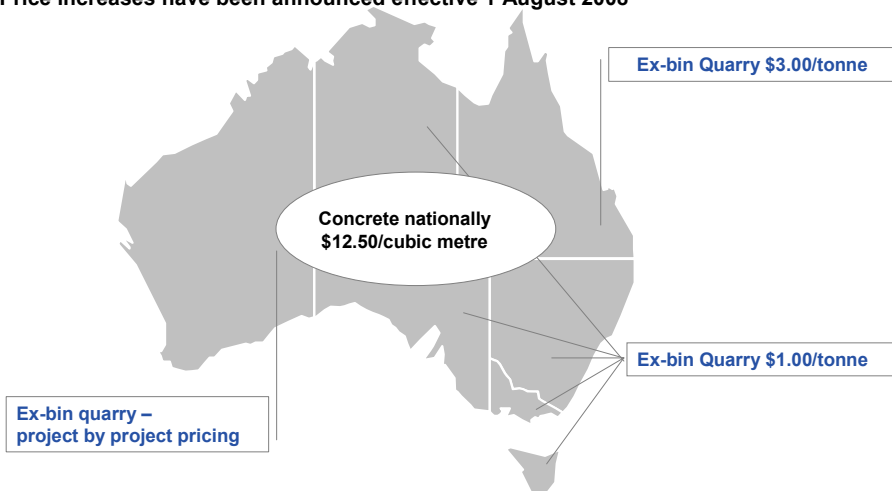 Price increases have been announced effective 1 August 2008
Ex-bin Quarry $3.00/tonne
Concrete nationally
$12.50/cubic metre
Ex-bin Quarry $1.00/tonne
Ex-bin quarry –
project by project pricing